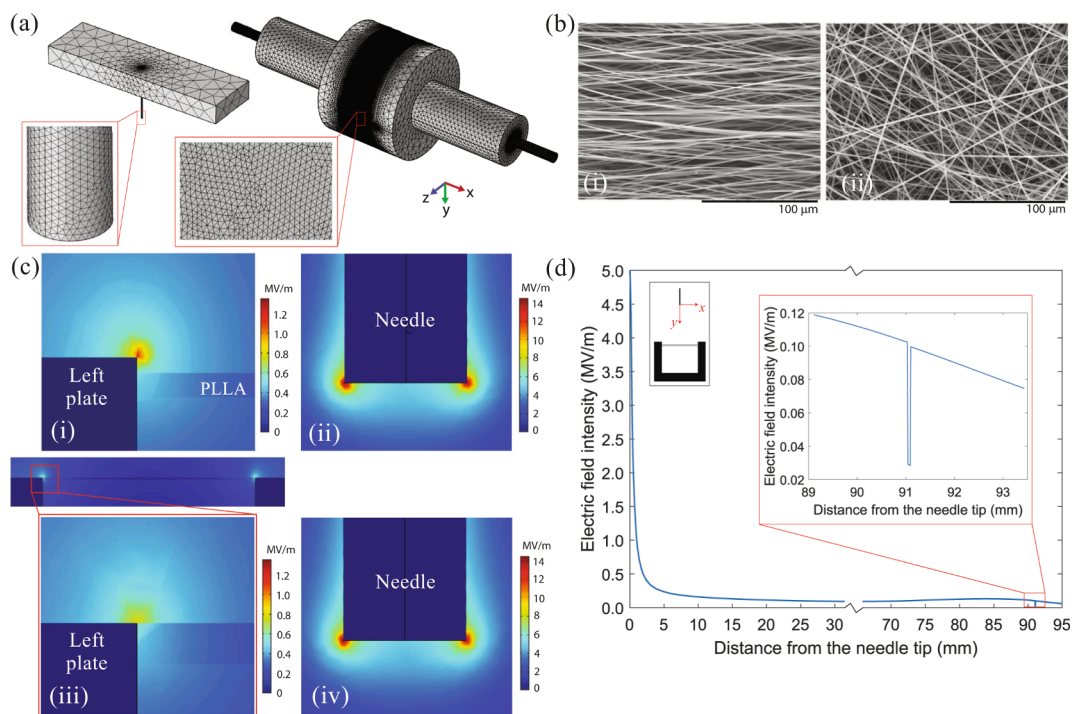 (a)
z
x
y
(b)
(i)
100 μm
(ii)
100 μm
(c)
MV/m
1.4
1.2
1
0.8
0.6
0.4
0.2
0
Left
plate
PLLA
(i)
MV/m
14
12
10
8
6
4
2
0
Needle
(ii)
MV/m
1.2
1
0.8
0.6
0.4
0.2
0
Left
plate
(iii)
MV/m
14
12
10
8
6
4
2
0
Needle
(iv)
(d)
Electric field intensity (MV/m)
5.0
4.5
4.0
3.5
3.0
2.5
2.0
1.5
1.0
0.5
0.0
x
y
Electric field intensity (MV/m)
0.12
0.10
0.08
0.06
0.04
0.02
89 90 91 92 93
Distance from the needle tip (mm)
0 5 10 15 20 25 30 70 75 80 85 90 95
Distance from the needle tip (mm)